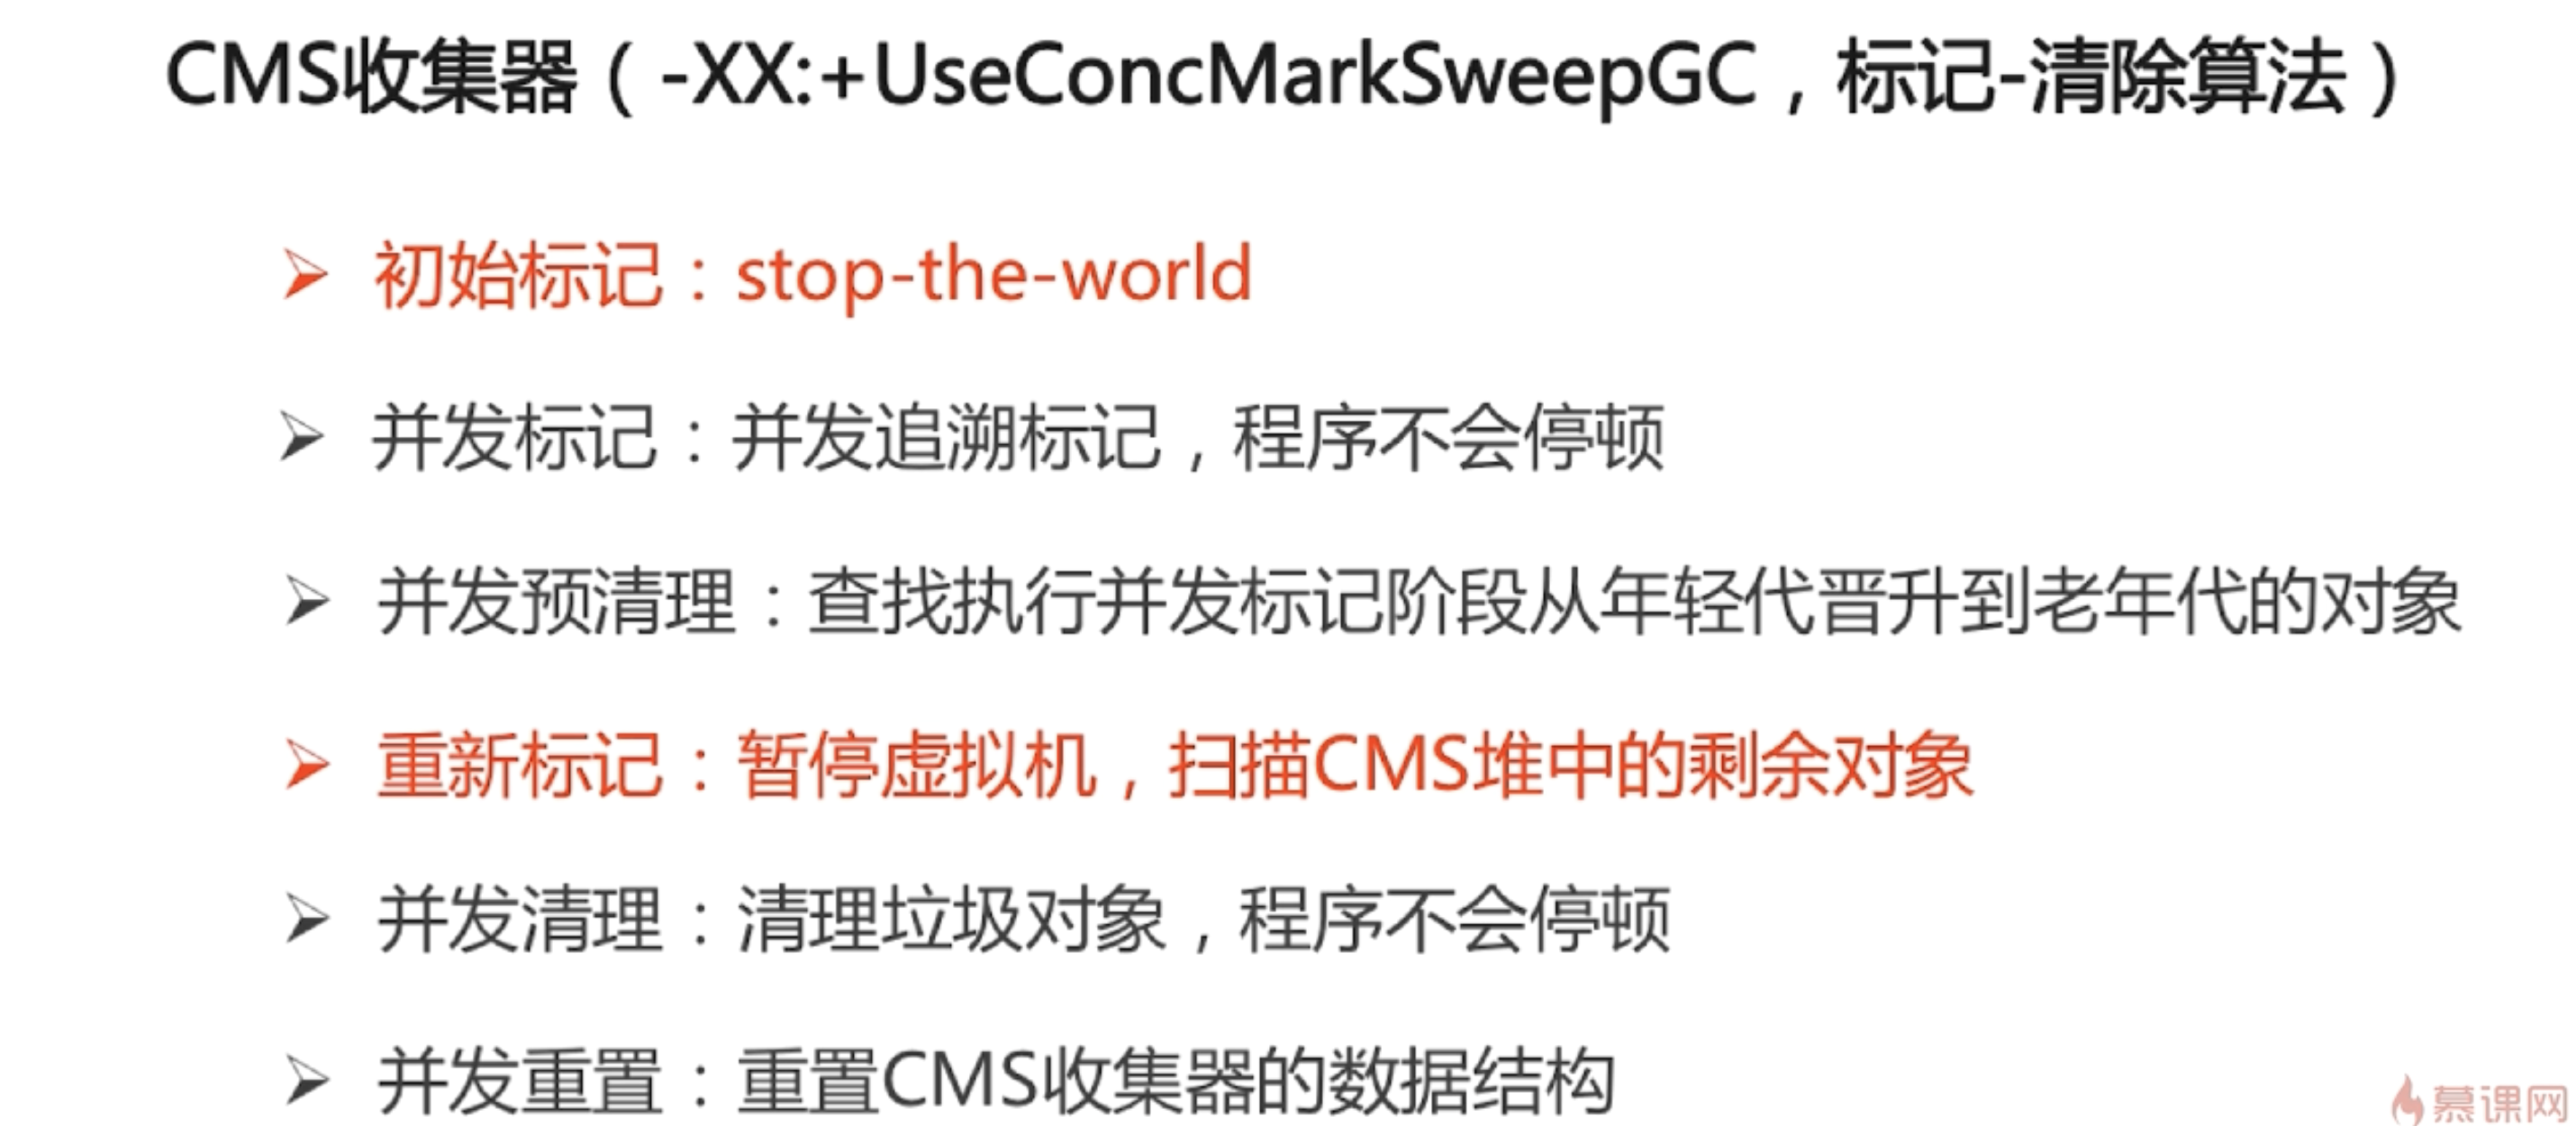 CMS收集器（-XX:+UseConcMarkSweepGC，标记-清除算法）
初始标记：stop-the-world
并发标记：并发追溯标记，程序不会停顿
并发预清理：查找执行并发标记阶段从年轻代晋升到老年代的对象
重新标记：暂停虚拟机，扫描CMS堆中的剩余对象
并发清理：清理垃圾对象，程序不会停顿
并发重置：重置CMS收集器的数据结构
慕课网